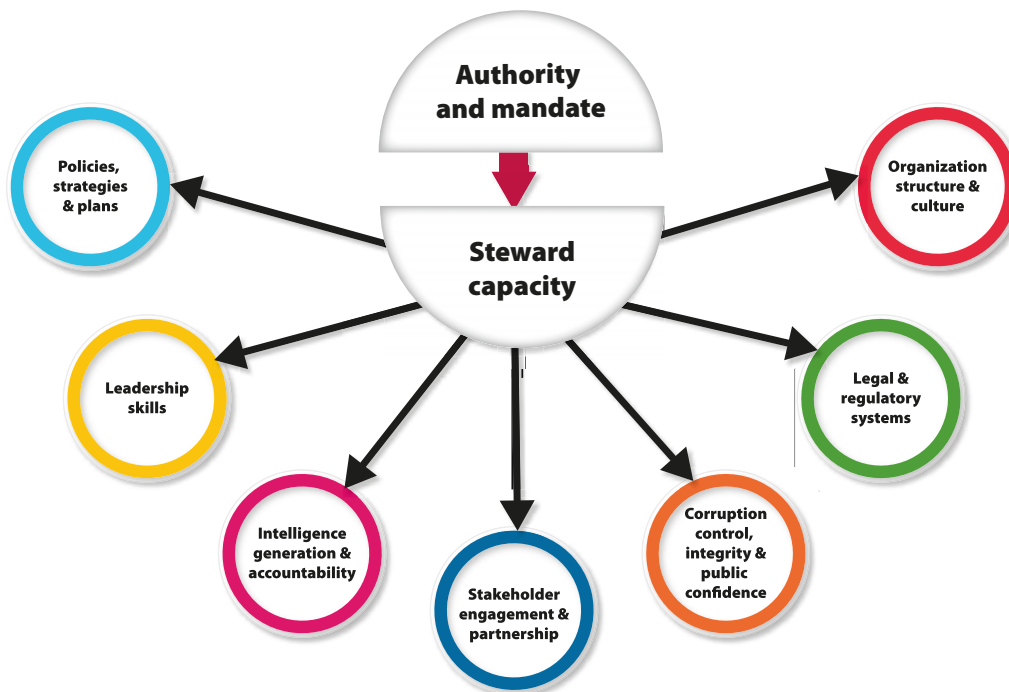 Authority
and mandate
Steward
capacity
Policies,
strategies
& plans
Leadership
skills
Intelligence
generation &
accountability
Stakeholder
engagement &
partnership
Corruption
control,
integrity &
public
confidence
Legal &
regulatory
systems
Organization
structure &
culture